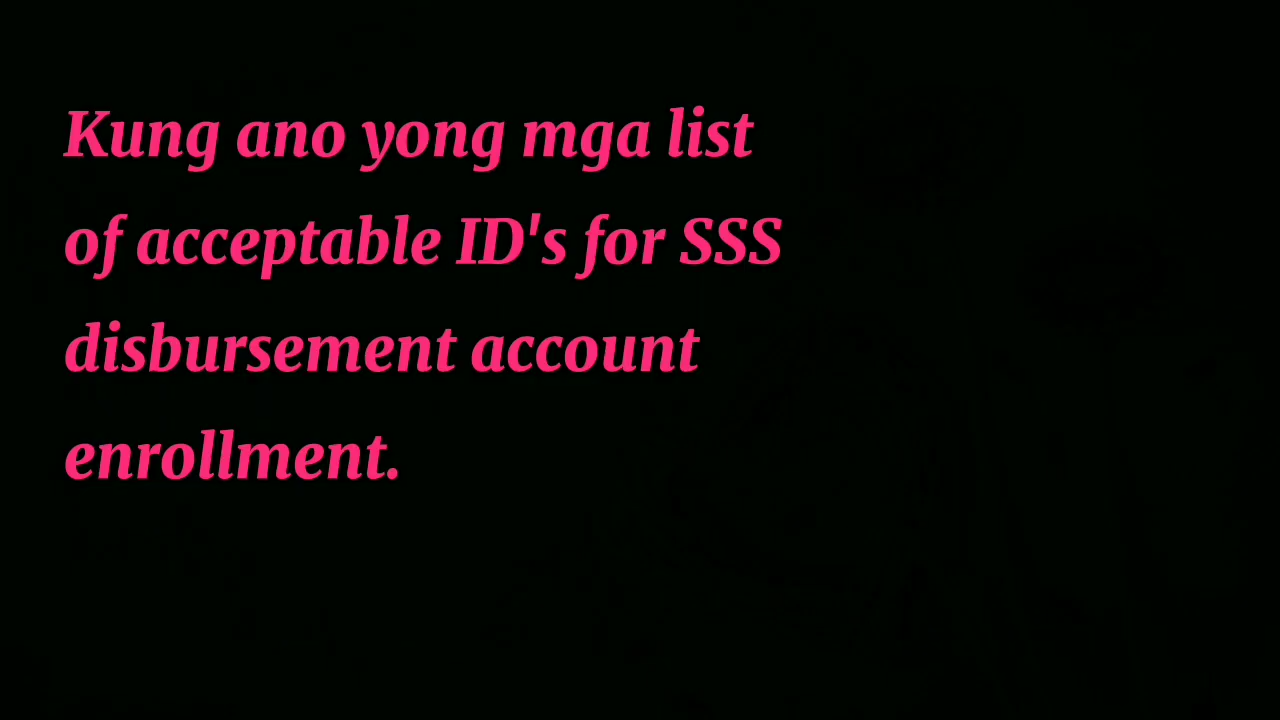 Kung ano yong mga list
of acceptable ID's for SSS
disbursement account
enrollment.